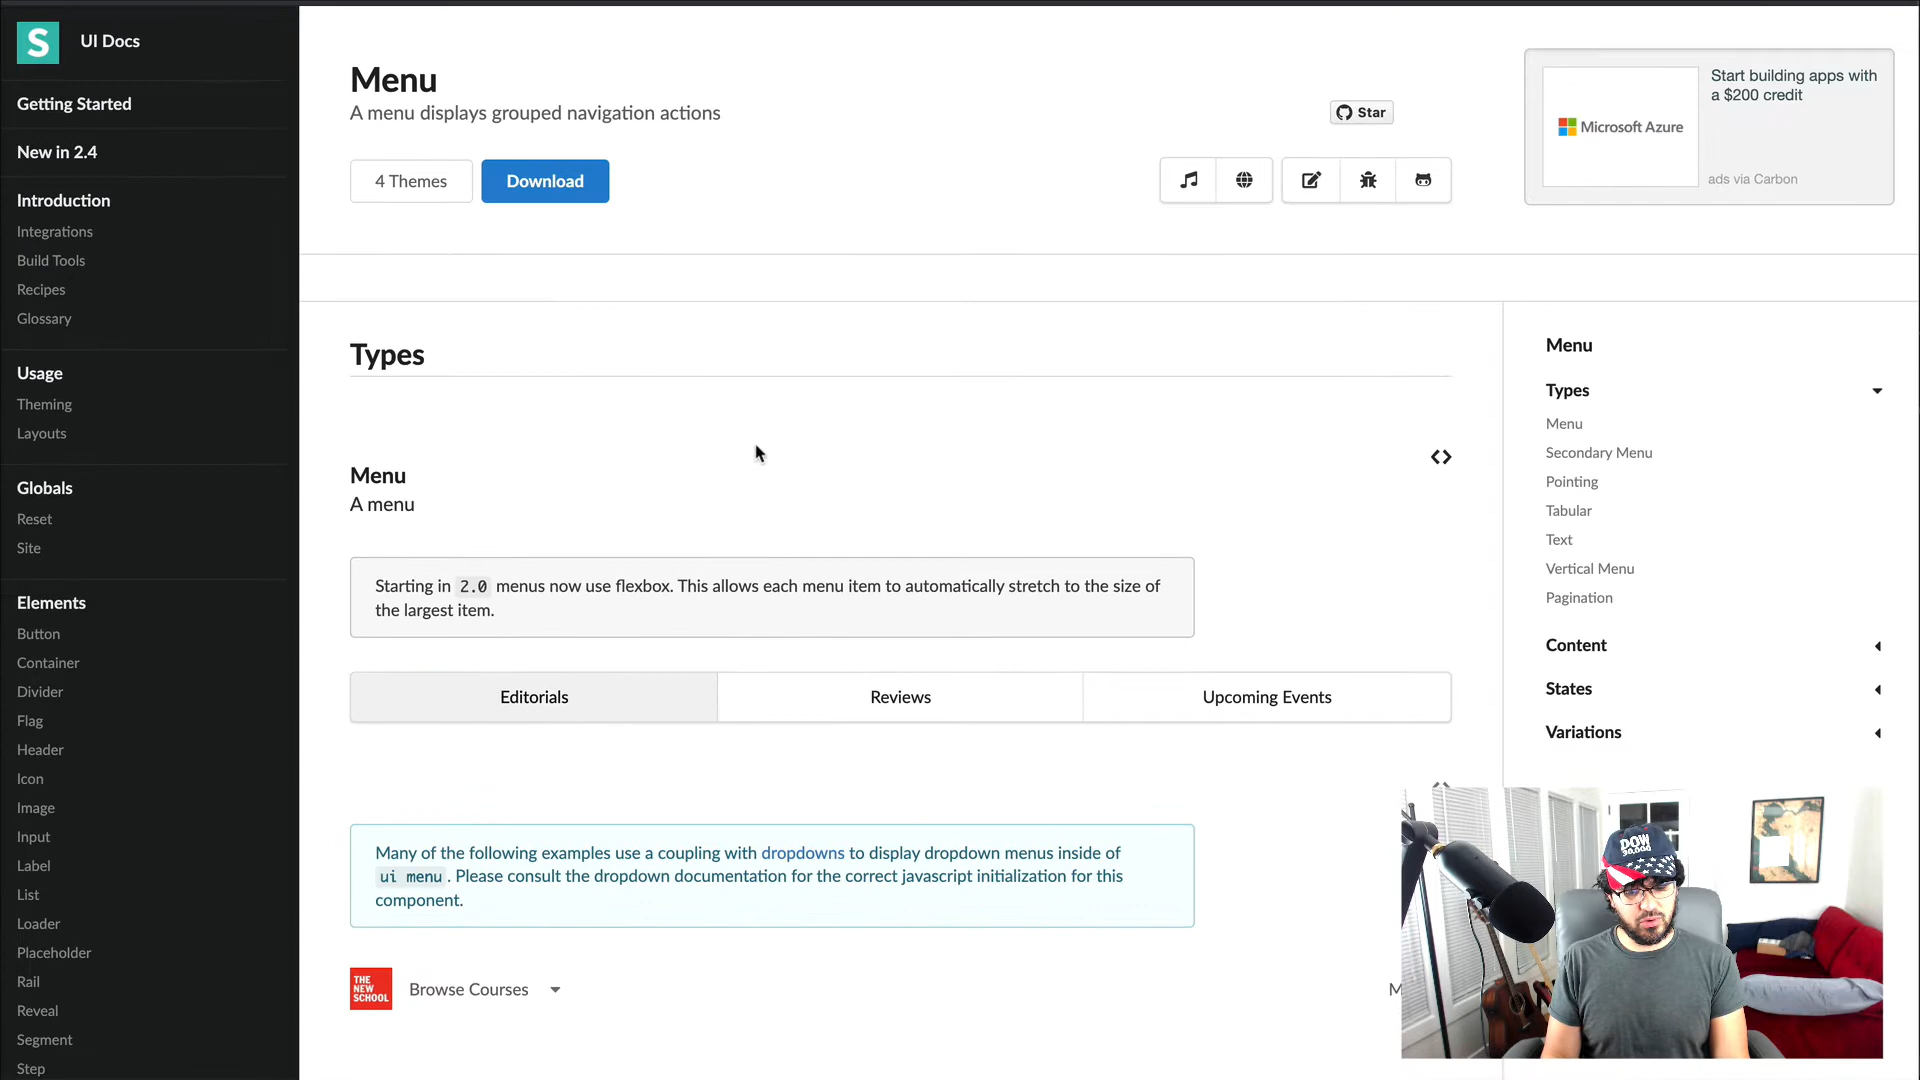 S
UI Docs
Getting Started
New in 2.4
Introduction
Integrations
Build Tools
Recipes
Glossary
Usage
Theming
Layouts
Globals
Reset
Site
Elements
Button
Container
Divider
Flag
Header
Icon
Image
Input
Label
List
Loader
Placeholder
Rail
Reveal
Segment
Step
Menu
A menu displays grouped navigation actions
Star
4 Themes
Download
Microsoft Azure
Start building apps with
a $200 credit
ads via Carbon
Types
Menu
A menu
Starting in 2.0 menus now use flexbox. This allows each menu item to automatically stretch to the size of
the largest item.
Editorials
Reviews
Upcoming Events
Many of the following examples use a coupling with dropdowns to display dropdown menus inside of
ui menu . Please consult the dropdown documentation for the correct javascript initialization for this
component.
THE
NEW
SCHOOL
Browse Courses
Menu
Types
Menu
Secondary Menu
Pointing
Tabular
Text
Vertical Menu
Pagination
Content
States
Variations
DOW
30,000